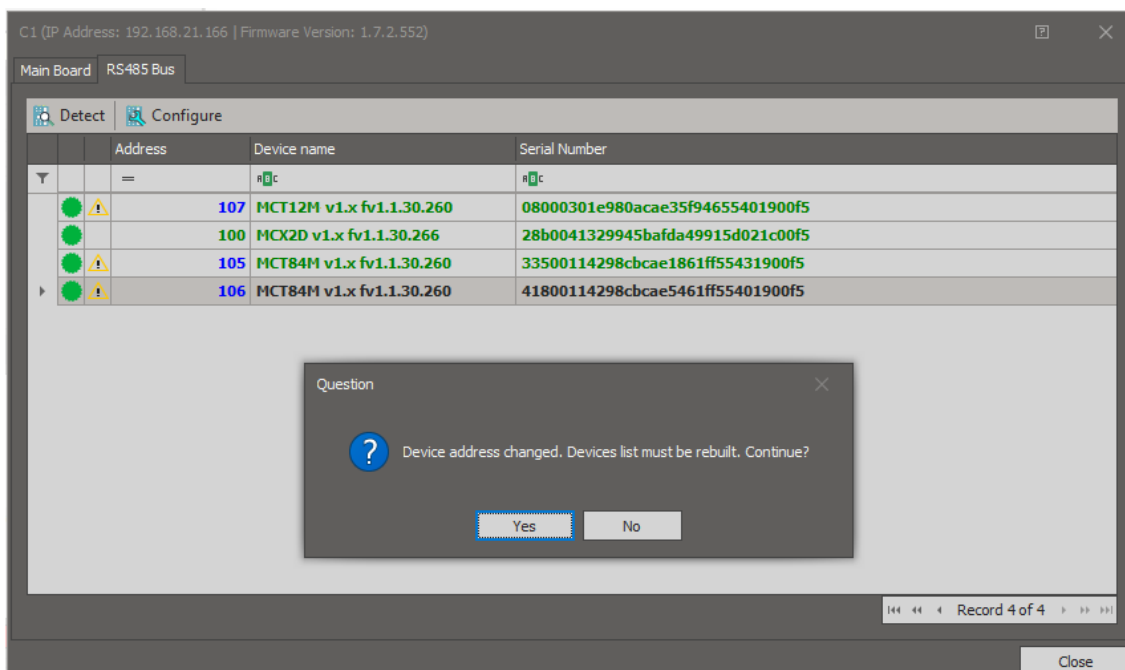 C1 (IP Address: 192.168.21.166 | Firmware Version: 1.7.2.552)
Main Board RS485 Bus
Detect Configure
Address Device name Serial Number
= ABC ABC
107 MCT12M v1.x fv1.1.30.260 08000301e980acae35f94655401900f5
100 MCX2D v1.x fv1.1.30.266 28b0041329945bafda49915d021c00f5
105 MCT84M v1.x fv1.1.30.260 33500114298cbcae1861ff55431900f5
106 MCT84M v1.x fv1.1.30.260 41800114298cbcae5461ff55401900f5
Question
Device address changed. Devices list must be rebuilt. Continue?
Yes No
Record 4 of 4
Close